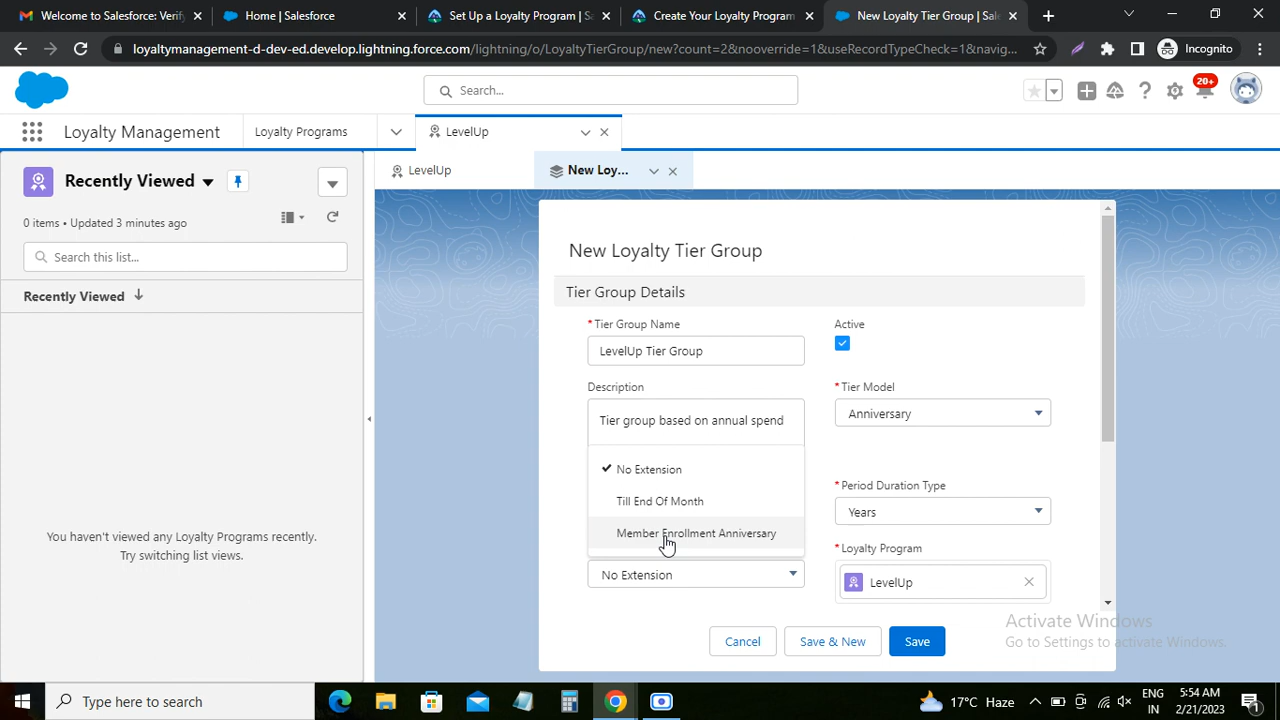 Welcome to Salesforce: Verify
Home | Salesforce
Set Up a Loyalty Program | Sa
Create Your Loyalty Program
New Loyalty Tier Group | Sale
loyaltymanagement-d-dev-ed.develop.lightning.force.com/lightning/o/LoyaltyTierGroup/new?count=2&nooverride=1&useRecordTypeCheck=1&navig...
Incognito
Search...
20+
Loyalty Management
Loyalty Programs
LevelUp
Recently Viewed
LevelUp
New Loy...
0 items • Updated 3 minutes ago
Search this list...
Recently Viewed
You haven't viewed any Loyalty Programs recently.
Try switching list views.
New Loyalty Tier Group
Tier Group Details
*Tier Group Name
Active
LevelUp Tier Group
Description
*Tier Model
Tier group based on annual spend
Anniversary
No Extension
Till End Of Month
Member Enrollment Anniversary
No Extension
*Period Duration Type
Years
*Loyalty Program
LevelUp
Cancel
Save & New
Save
Activate Windows
Go to Settings to activate Windows.
Type here to search
17°C Haze
ENG
IN
5:54 AM
2/21/2023
1